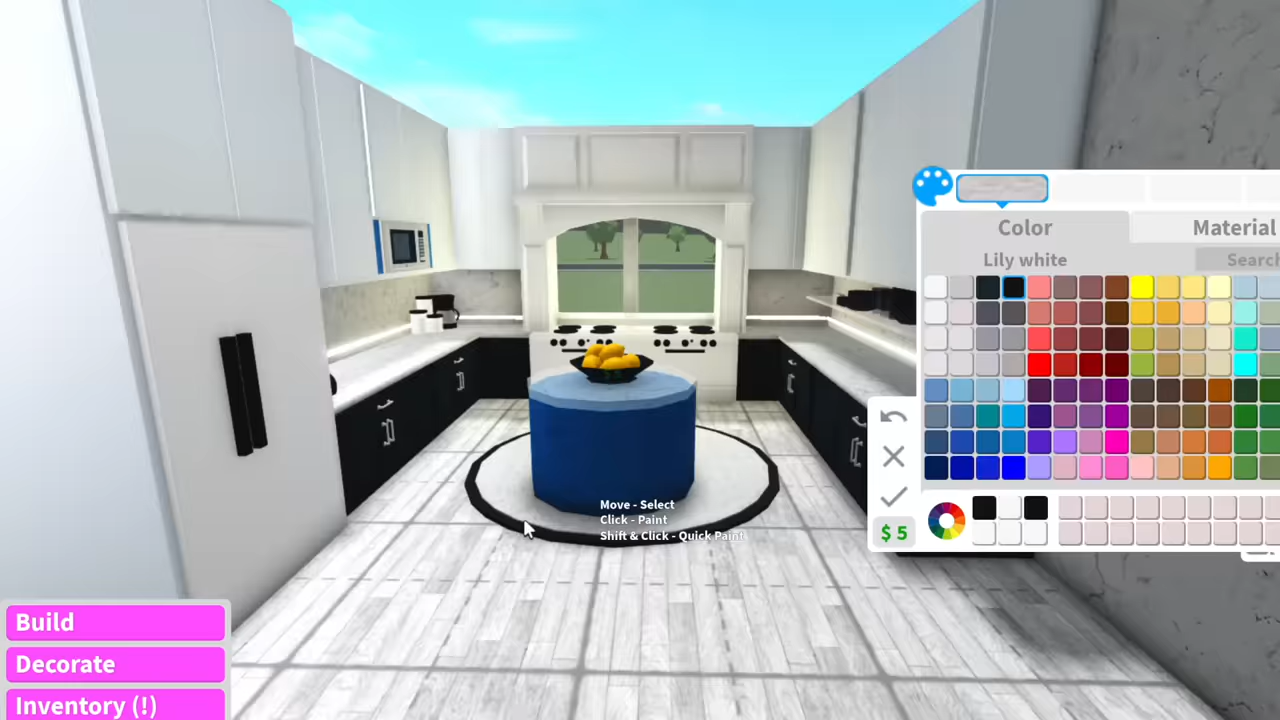 Color
Material
Lily white
Search
Move - Select
Click - Paint
Shift & Click - Quick Paint
$ 5
Build
Decorate
Inventory (!)